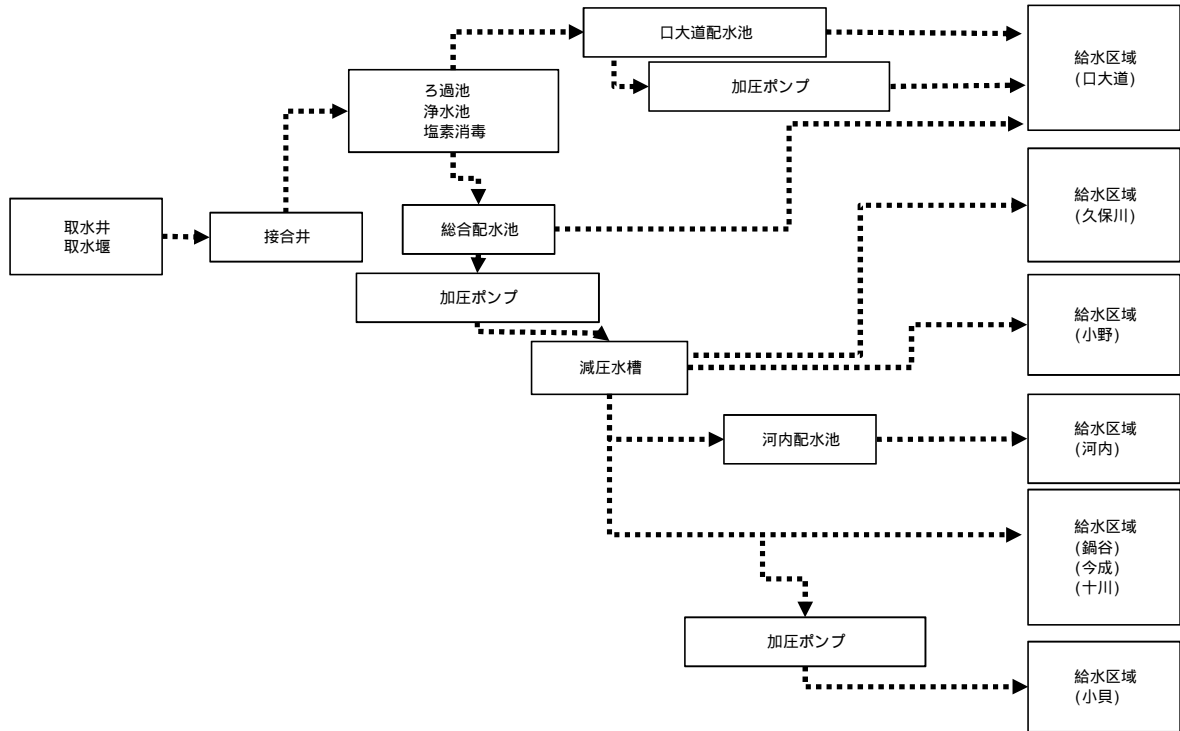 口大道配水池
加圧ポンプ
給水区域
(口大道)
ろ過池
浄水池
塩素消毒
給水区域
(久保川)
取水井
取水堰
接合井
総合配水池
加圧ポンプ
給水区域
(小野)
減圧水槽
河内配水池
給水区域
(河内)
給水区域
(鍋谷)
(今成)
(十川)
加圧ポンプ
給水区域
(小貝)